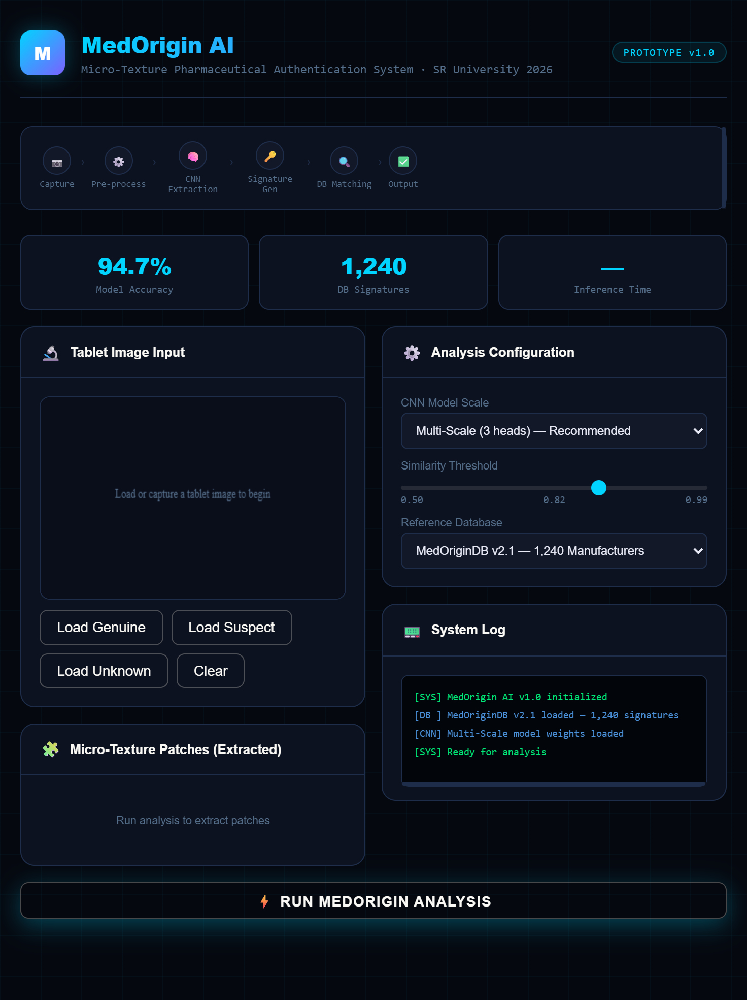 M
MedOrigin AI
Micro-Texture Pharmaceutical Authentication System · SR University 2026
PROTOTYPE v1.0
Capture
›
Pre-process
›
CNN
Extraction
›
Signature
Gen
›
DB Matching
›
Output
94.7%
Model Accuracy
1,240
DB Signatures
—
Inference Time
Tablet Image Input
Load or capture a tablet image to begin
Load Genuine
Load Suspect
Load Unknown
Clear
Micro-Texture Patches (Extracted)
Run analysis to extract patches
Analysis Configuration
CNN Model Scale
Multi-Scale (3 heads) — Recommended
Similarity Threshold
0.50 0.82 0.99
Reference Database
MedOriginDB v2.1 — 1,240 Manufacturers
System Log
[SYS] MedOrigin AI v1.0 initialized
[DB ] MedOriginDB v2.1 loaded — 1,240 signatures
[CNN] Multi-Scale model weights loaded
[SYS] Ready for analysis
RUN MEDORIGIN ANALYSIS